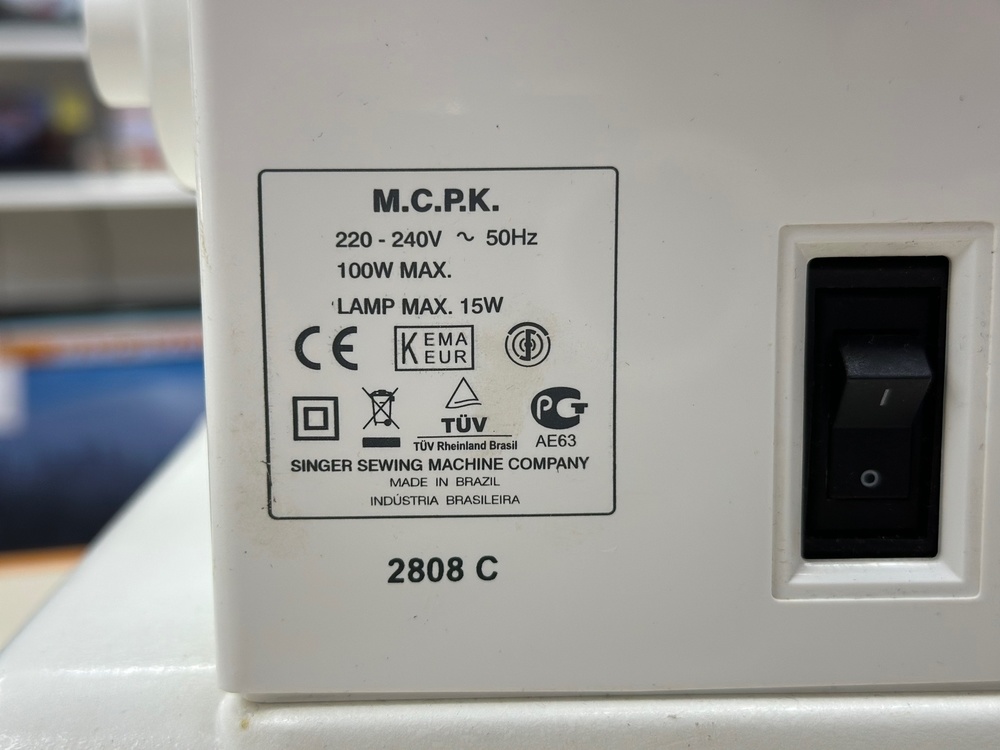 M.C.P.K.
220 - 240V ~ 50Hz
100W MAX.
LAMP MAX. 15W
CE KEMA EUR S
TÜV PCT
TÜV Rheinland Brasil AE63
SINGER SEWING MACHINE COMPANY
MADE IN BRAZIL
INDÚSTRIA BRASILEIRA
2808 C
I
O